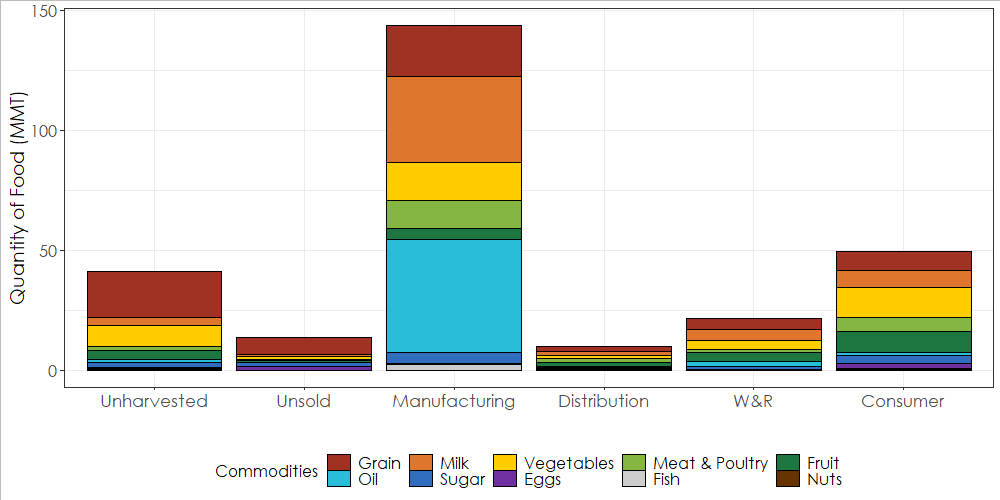 Quantity of Food (MMT)
150
100
50
0
Unharvested Unsold Manufacturing Distribution W&R Consumer
Commodities
Grain Milk Vegetables Meat & Poultry Fruit
Oil Sugar Eggs Fish Nuts